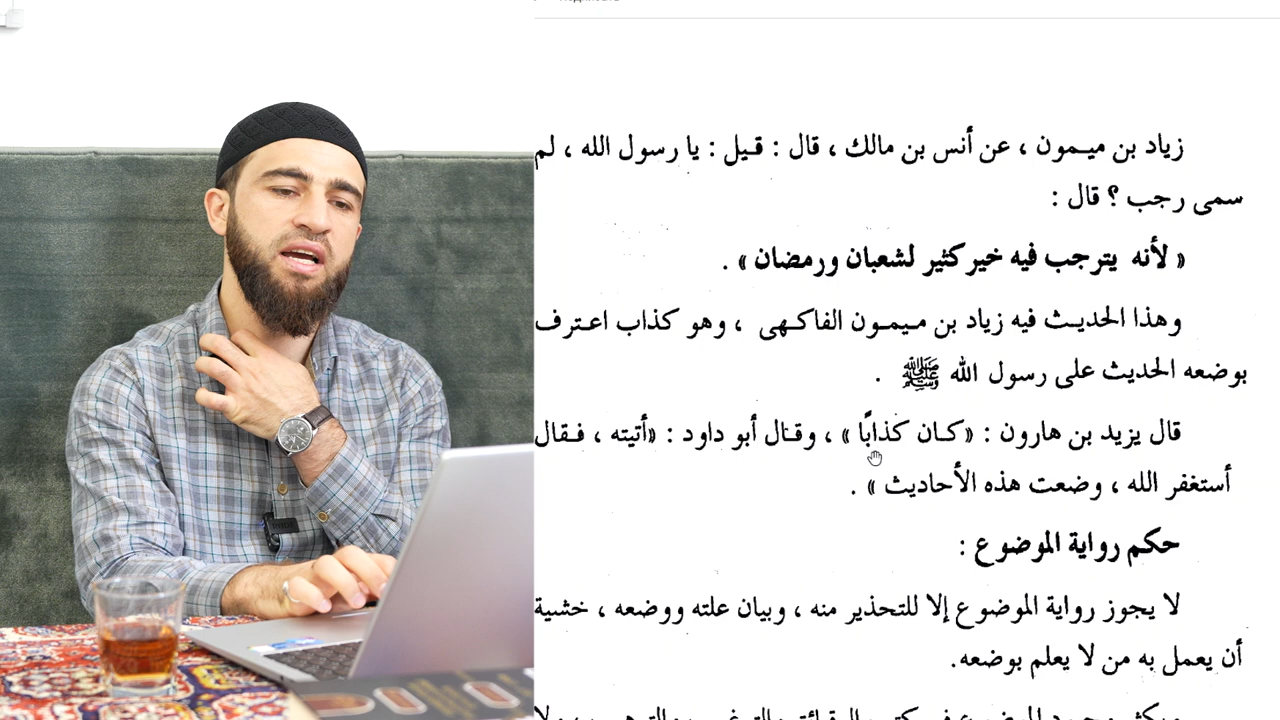 زياد بن ميمون ، عن أنس بن مالك ، قال : قيل : يا رسول الله ، لم
سمى رجب ؟ قال :
« لأنه يترجب فيه خير كثير لشعبان ورمضان » .
وهذا الحديث فيه زياد بن ميمون الفاكهى ، وهو كذاب اعترف
بوضعه الحديث على رسول الله ﷺ .
قال يزيد بن هارون : «كان كذابًا » ، وقال أبو داود : «أتيته ، فقال
أستغفر الله ، وضعت هذه الأحاديث » .
حكم رواية الموضوع :
لا يجوز رواية الموضوع إلا للتحذير منه ، وبيان علته ووضعه ، خشية
أن يعمل به من لا يعلم بوضعه.